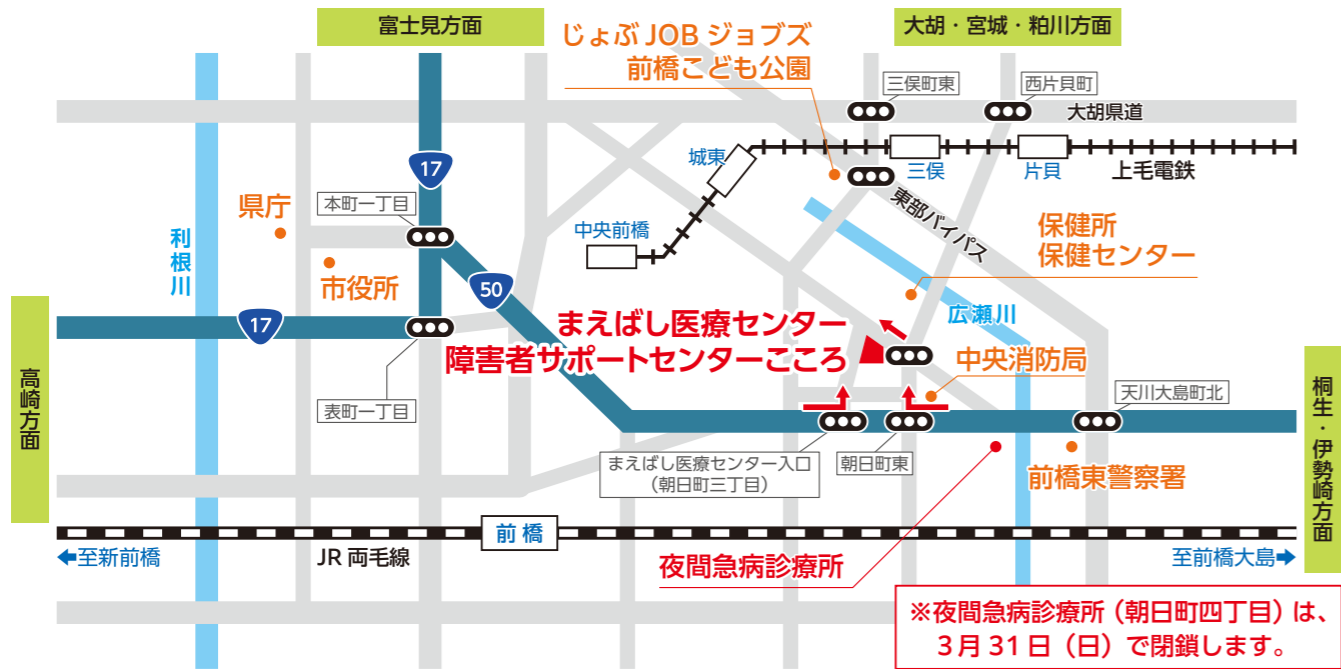 富士見方面
大胡・宮城・粕川方面
じょぶJOBジョブズ
前橋こども公園
三俣町東
西片貝町
大胡県道
17
城東
三俣
片貝
上毛電鉄
県庁
本町一丁目
東部バイパス
利根川
中央前橋
保健所
保健センター
市役所
50
17
広瀬川
まえばし医療センター
障害者サポートセンターこころ
中央消防局
高崎方面
表町一丁目
天川大島町北
桐生・伊勢崎方面
まえばし医療センター入口
（朝日町三丁目）
朝日町東
前橋東警察署
前橋
←至新前橋
JR両毛線
夜間急病診療所
至前橋大島→
※夜間急病診療所（朝日町四丁目）は、
3月31日（日）で閉鎖します。